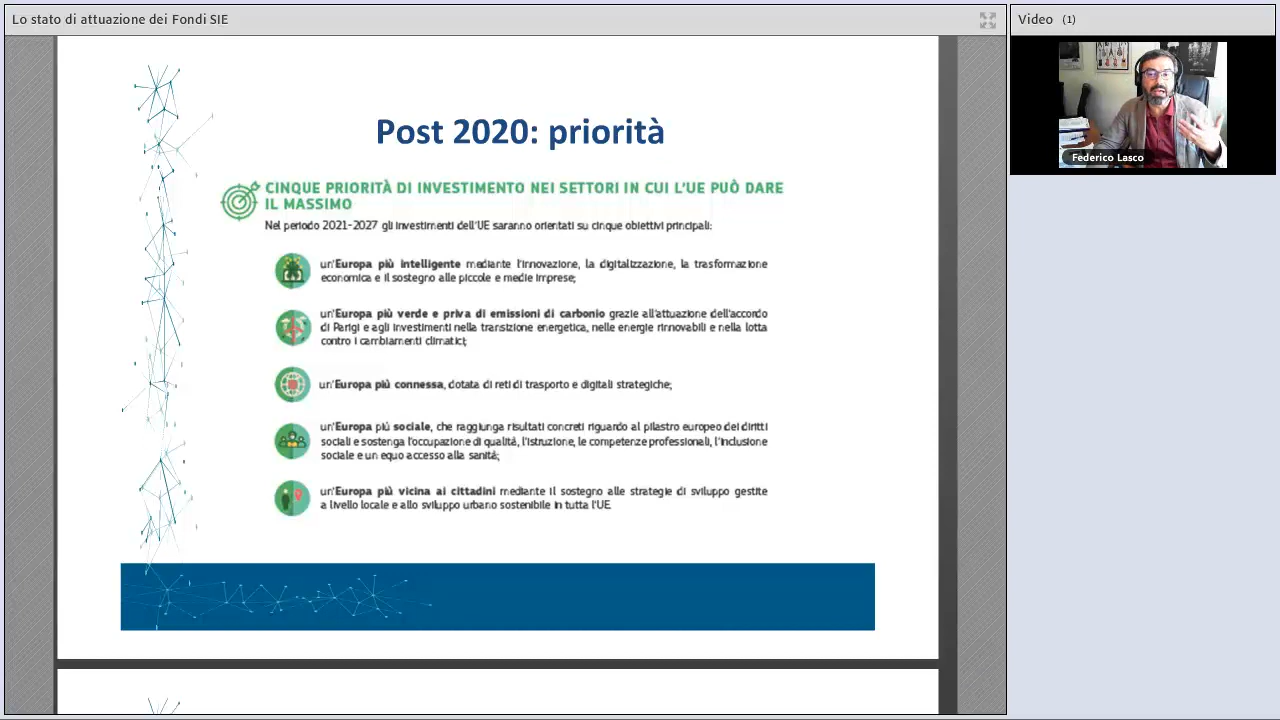 Lo stato di attuazione dei Fondi SIE
Video (1)
Federico Lasco
Post 2020: priorità
CINQUE PRIORITÀ DI INVESTIMENTO NEI SETTORI IN CUI L'UE PUÒ DARE
IL MASSIMO
Nel periodo 2021-2027 gli investimenti dell'UE saranno orientati su cinque obiettivi principali:
un'Europa più intelligente mediante l'innovazione, la digitalizzazione, la trasformazione
economica e il sostegno alle piccole e medie imprese;
un'Europa più verde e priva di emissioni di carbonio grazie all'attuazione dell'accordo
di Parigi e agli investimenti nella transizione energetica, nelle energie rinnovabili e nella lotta
contro i cambiamenti climatici;
un'Europa più connessa, dotata di reti di trasporto e digitali strategiche;
un'Europa più sociale, che raggiunga risultati concreti riguardo al pilastro europeo dei diritti
sociali e sostenga l'occupazione di qualità, l'istruzione, le competenze professionali, l'inclusione
sociale e un equo accesso alla sanità;
un'Europa più vicina ai cittadini mediante il sostegno alle strategie di sviluppo gestite
a livello locale e allo sviluppo urbano sostenibile in tutta l'UE.